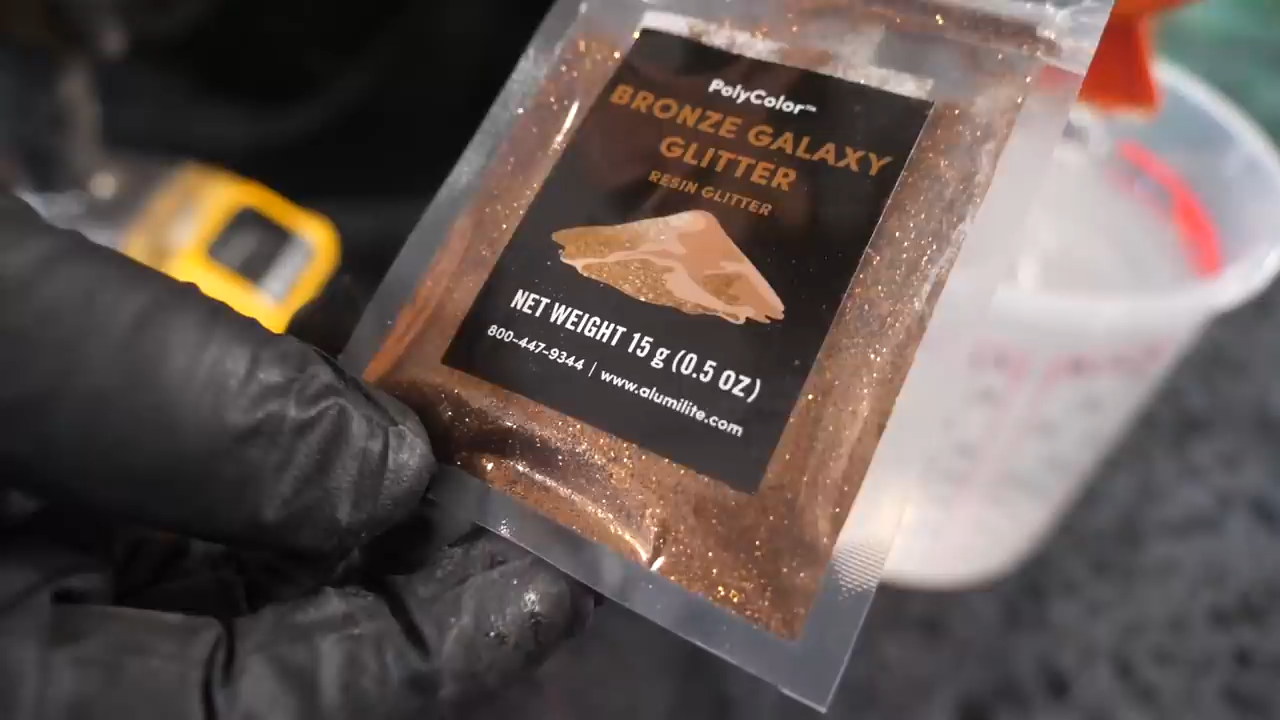 PolyColor™
BRONZE GALAXY
GLITTER
RESIN GLITTER
NET WEIGHT 15 g (0.5 OZ)
800-447-9344 | www.alumilite.com